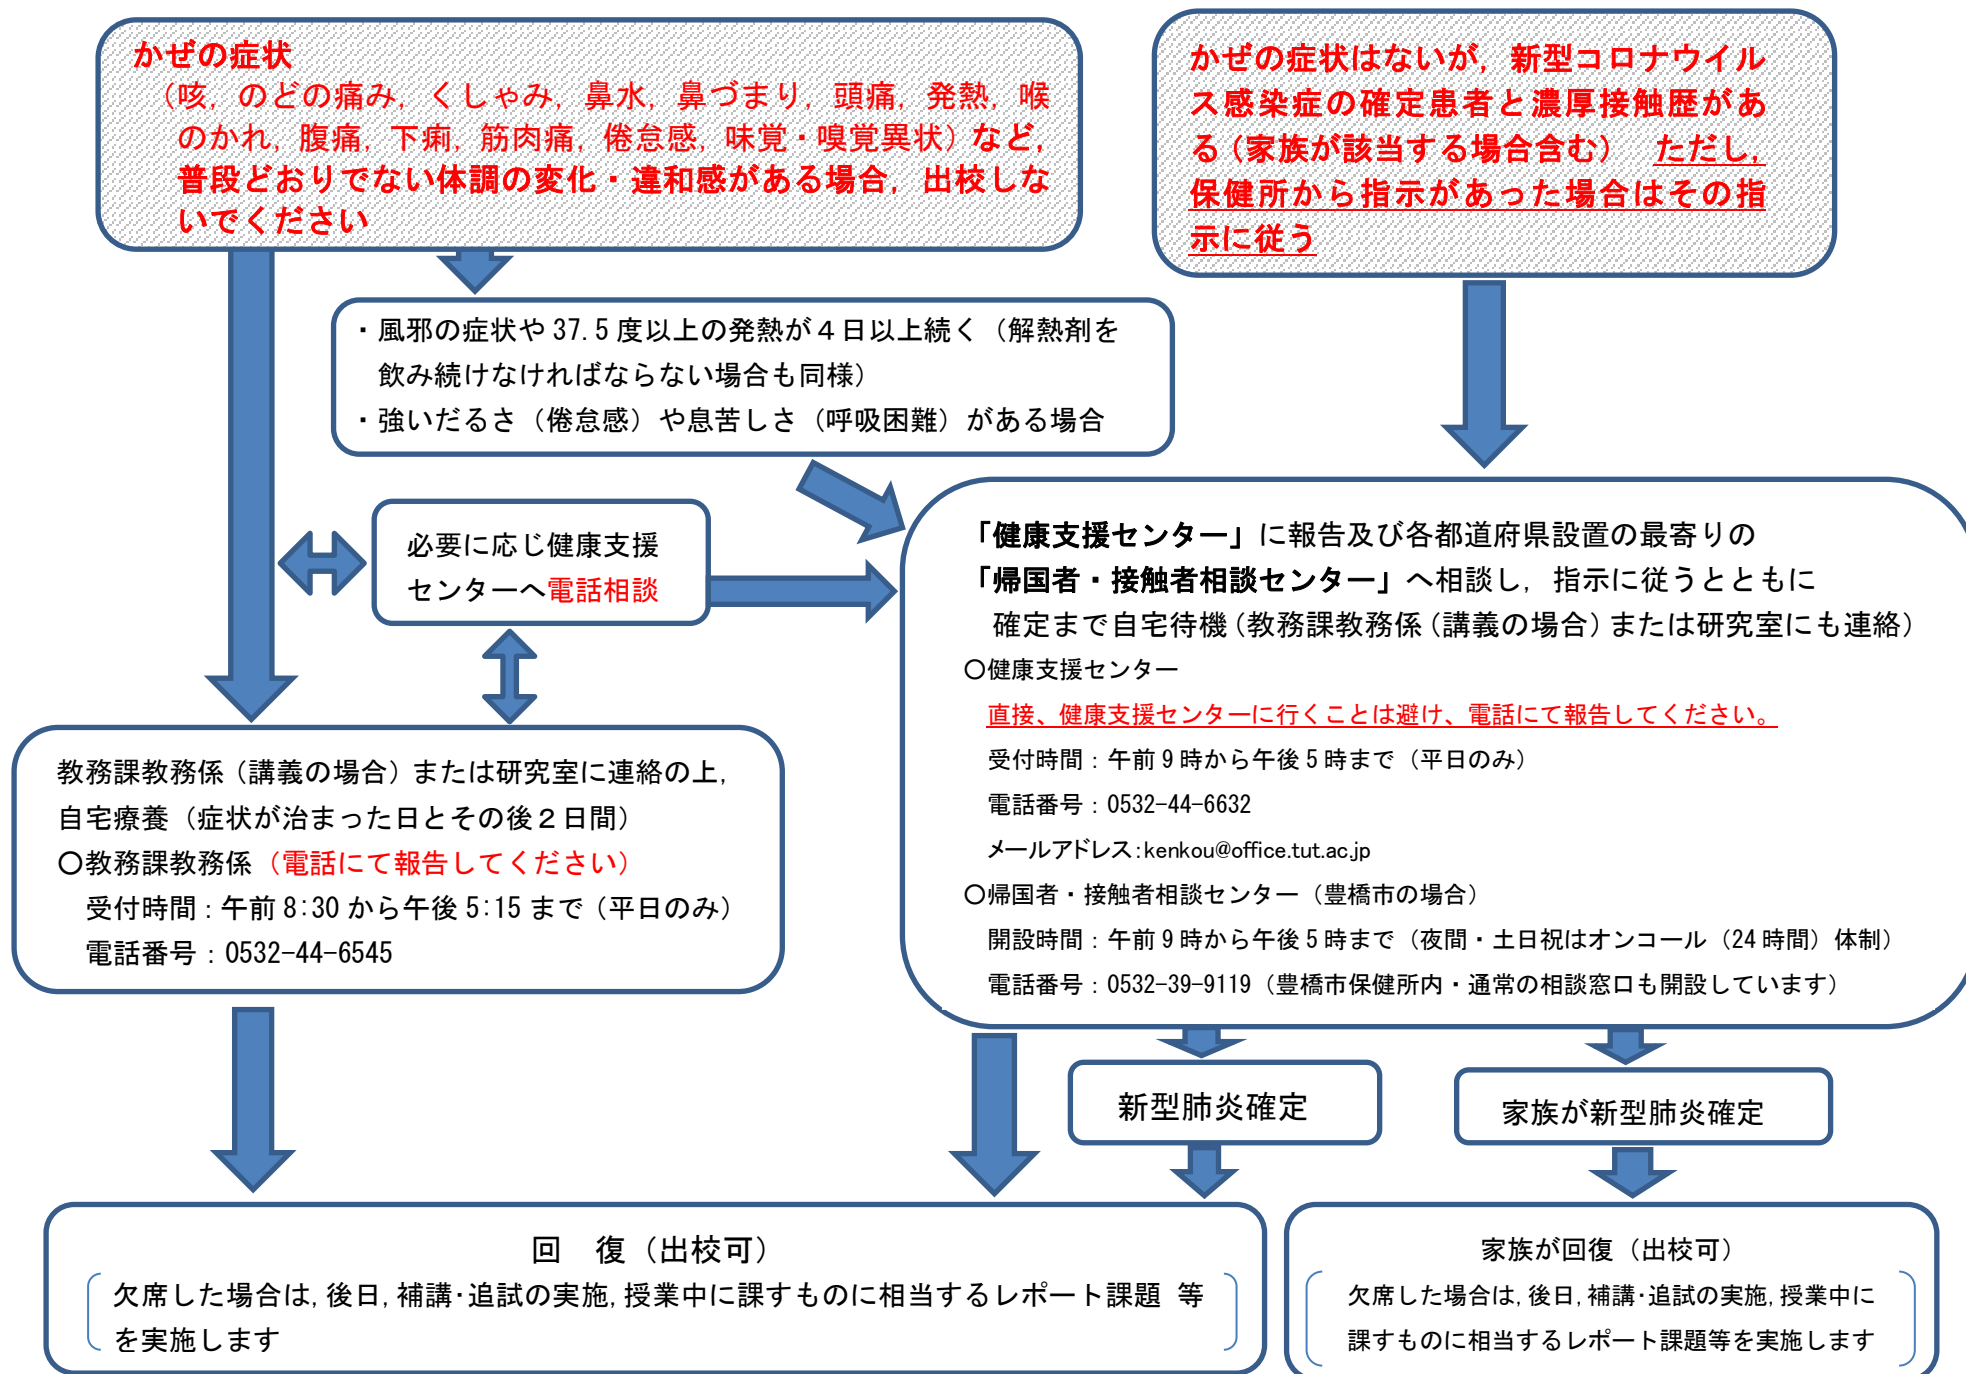 かぜの症状
（咳，のどの痛み，くしゃみ，鼻水，鼻づまり，頭痛，発熱，喉
のかれ，腹痛，下痢，筋肉痛，倦怠感，味覚・嗅覚異状）など，
普段どおりでない体調の変化・違和感がある場合，出校しな
いでください
かぜの症状はないが，新型コロナウイル
ス感染症の確定患者と濃厚接触歴があ
る（家族が該当する場合含む）　ただし，
保健所から指示があった場合はその指
示に従う
・風邪の症状や 37.5 度以上の発熱が４日以上続く（解熱剤を
飲み続けなければならない場合も同様）
・強いだるさ（倦怠感）や息苦しさ（呼吸困難）がある場合
必要に応じ健康支援
センターへ電話相談
「健康支援センター」に報告及び各都道府県設置の最寄りの
「帰国者・接触者相談センター」へ相談し，指示に従うとともに
確定まで自宅待機（教務課教務係（講義の場合）または研究室にも連絡）
〇健康支援センター
直接、健康支援センターに行くことは避け、電話にて報告してください。
受付時間：午前 9 時から午後 5 時まで（平日のみ）
電話番号：0532-44-6632
メールアドレス：kenkou@office.tut.ac.jp
〇帰国者・接触者相談センター（豊橋市の場合）
開設時間：午前 9 時から午後 5 時まで（夜間・土日祝はオンコール（24 時間）体制）
電話番号：0532-39-9119（豊橋市保健所内・通常の相談窓口も開設しています）
教務課教務係（講義の場合）または研究室に連絡の上，
自宅療養（症状が治まった日とその後２日間）
〇教務課教務係（電話にて報告してください）
受付時間：午前 8:30 から午後 5:15 まで（平日のみ）
電話番号：0532-44-6545
新型肺炎確定
家族が新型肺炎確定
回　復（出校可）
欠席した場合は，後日，補講・追試の実施，授業中に課すものに相当するレポート課題 等
を実施します
家族が回復（出校可）
欠席した場合は，後日，補講・追試の実施，授業中に
課すものに相当するレポート課題等を実施します